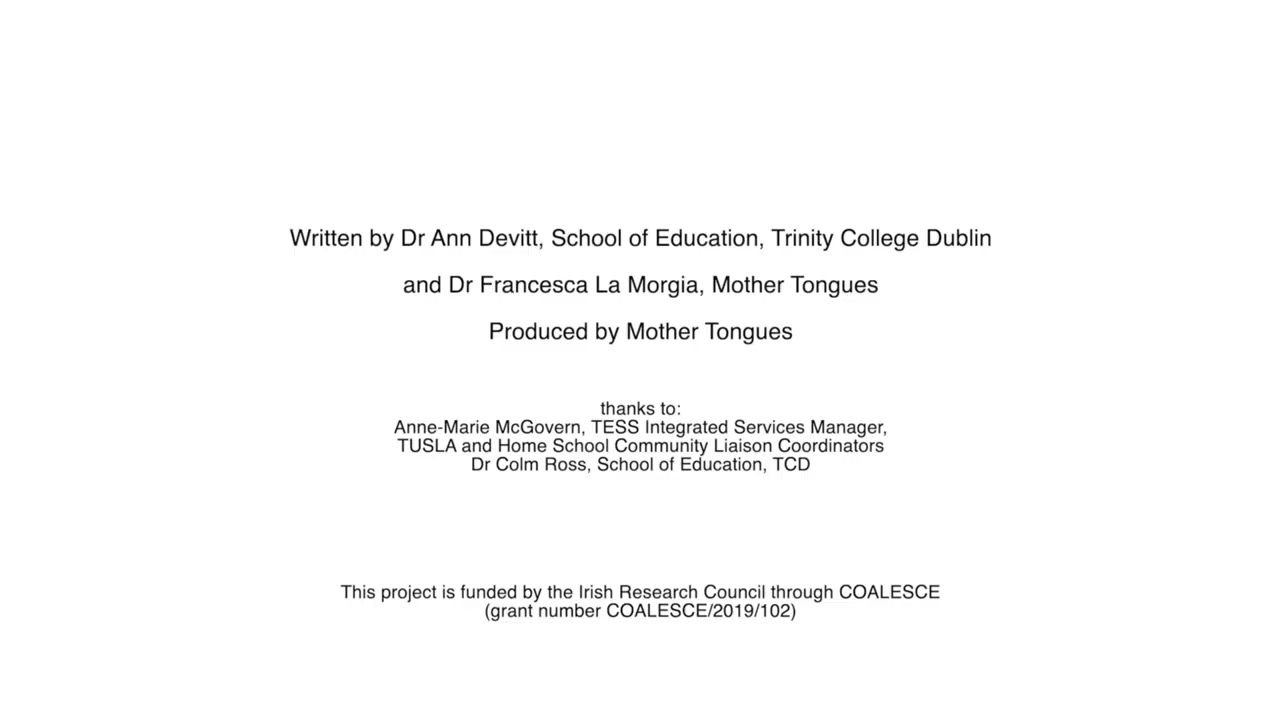 Written by Dr Ann Devitt, School of Education, Trinity College Dublin
and Dr Francesca La Morgia, Mother Tongues
Produced by Mother Tongues
thanks to:
Anne-Marie McGovern, TESS Integrated Services Manager,
TUSLA and Home School Community Liaison Coordinators
Dr Colm Ross, School of Education, TCD
This project is funded by the Irish Research Council through COALESCE
(grant number COALESCE/2019/102)